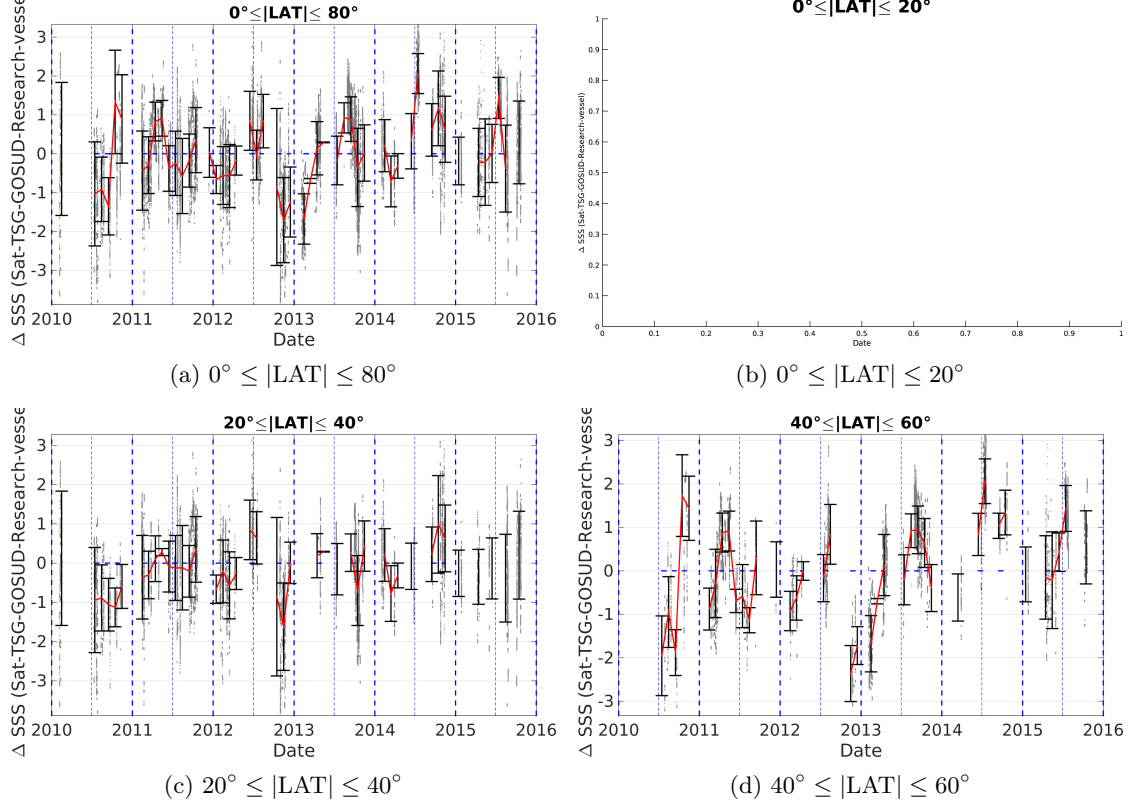 0°≤|LAT|≤ 80°
Δ SSS (Sat-TSG-GOSUD-Research-vesse
3
2
1
0
-1
-2
-3
2010 2011 2012 2013 2014 2015 2016
Date
(a) 0° ≤ |LAT| ≤ 80°
0°≤|LAT|≤ 20°
Δ SSS (Sat-TSG-GOSUD-Research-vessel)
1
0.9
0.8
0.7
0.6
0.5
0.4
0.3
0.2
0.1
0
0 0.1 0.2 0.3 0.4 0.5 0.6 0.7 0.8 0.9 1
Date
(b) 0° ≤ |LAT| ≤ 20°
20°≤|LAT|≤ 40°
Δ SSS (Sat-TSG-GOSUD-Research-vesse
3
2
1
0
-1
-2
-3
2010 2011 2012 2013 2014 2015 2016
Date
(c) 20° ≤ |LAT| ≤ 40°
40°≤|LAT|≤ 60°
Δ SSS (Sat-TSG-GOSUD-Research-vesse
3
2
1
0
-1
-2
-3
2010 2011 2012 2013 2014 2015 2016
Date
(d) 40° ≤ |LAT| ≤ 60°